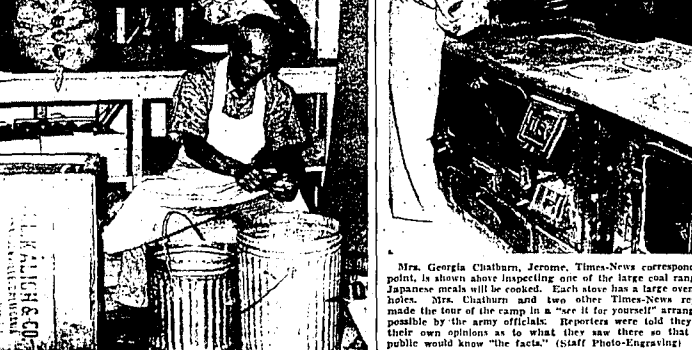 & CO
Mrs. Georgia Chatburn, Jerome, Times-News correspond
point, is shown above inspecting one of the large coal rang
Japanese meals will be cooked. Each stove has a large over
holes. Mrs. Chatburn and two other Times-News re
made the tour of the camp in a "see it for yourself" arrang
possible by the army officials. Reporters were told they
their own opinions as to what they saw there so that
public would know "the facts." (Staff Photo-Engraving)